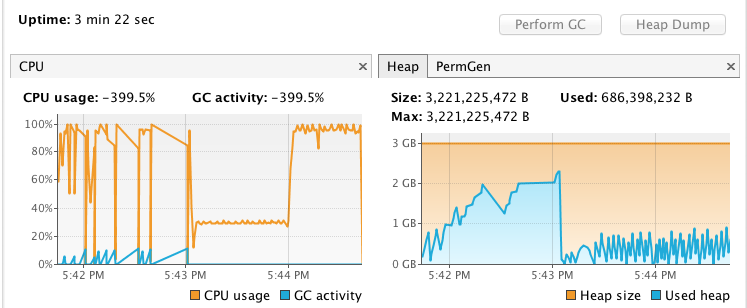 Uptime: 3 min 22 sec
Perform GC
Heap Dump
CPU
×
Heap
PermGen
×
CPU usage: -399.5%
GC activity: -399.5%
Size: 3,221,225,472 B
Used: 686,398,232 B
Max: 3,221,225,472 B
100%
80%
60%
40%
20%
0%
5:42 PM
5:43 PM
5:44 PM
CPU usage
GC activity
3 GB
2 GB
1 GB
0 GB
5:42 PM
5:43 PM
5:44 PM
Heap size
Used heap